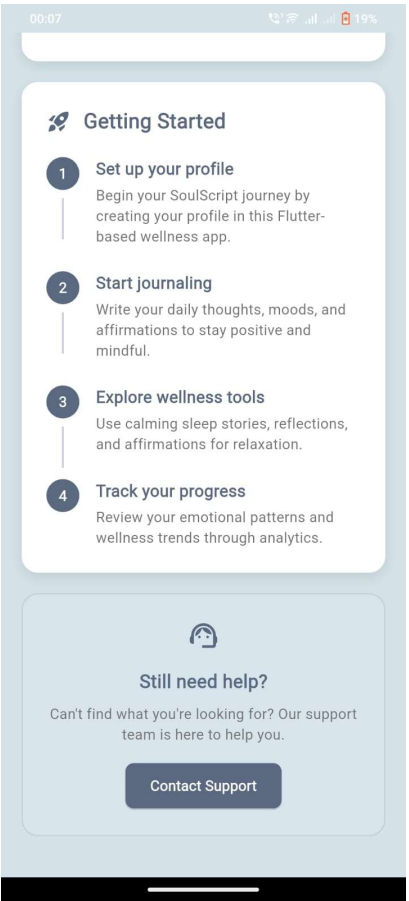 00:07
19%
Getting Started
1
Set up your profile
Begin your SoulScript journey by
creating your profile in this Flutter-
based wellness app.
2
Start journaling
Write your daily thoughts, moods, and
affirmations to stay positive and
mindful.
3
Explore wellness tools
Use calming sleep stories, reflections,
and affirmations for relaxation.
4
Track your progress
Review your emotional patterns and
wellness trends through analytics.
Still need help?
Can't find what you're looking for? Our support
team is here to help you.
Contact Support